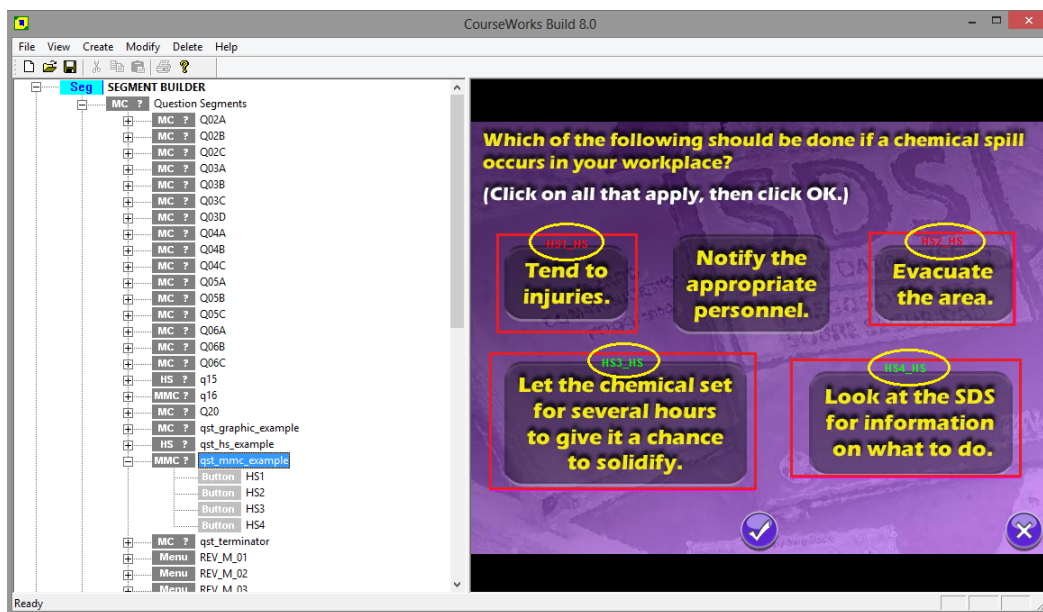 CourseWorks Build 8.0
File View Create Modify Delete Help
Seg SEGMENT BUILDER
MC ? Question Segments
MC ? Q02A
MC ? Q02B
MC ? Q02C
MC ? Q03A
MC ? Q03B
MC ? Q03C
MC ? Q03D
MC ? Q04A
MC ? Q04B
MC ? Q04C
MC ? Q05A
MC ? Q05B
MC ? Q05C
MC ? Q06A
MC ? Q06B
MC ? Q06C
HS ? q15
MMC ? q16
MC ? Q20
MC ? qst_graphic_example
HS ? qst_hs_example
MMC ? qst_mmc_example
Button HS1
Button HS2
Button HS3
Button HS4
MC ? qst_terminator
Menu REV_M_01
Menu REV_M_02
Menu REV_M_03
Ready
Which of the following should be done if a chemical spill
occurs in your workplace?
(Click on all that apply, then click OK.)
HS1_HS
Tend to
injuries.
Notify the
appropriate
personnel.
HS2_HS
Evacuate
the area.
HS3_HS
Let the chemical set
for several hours
to give it a chance
to solidify.
HS4_HS
Look at the SDS
for information
on what to do.